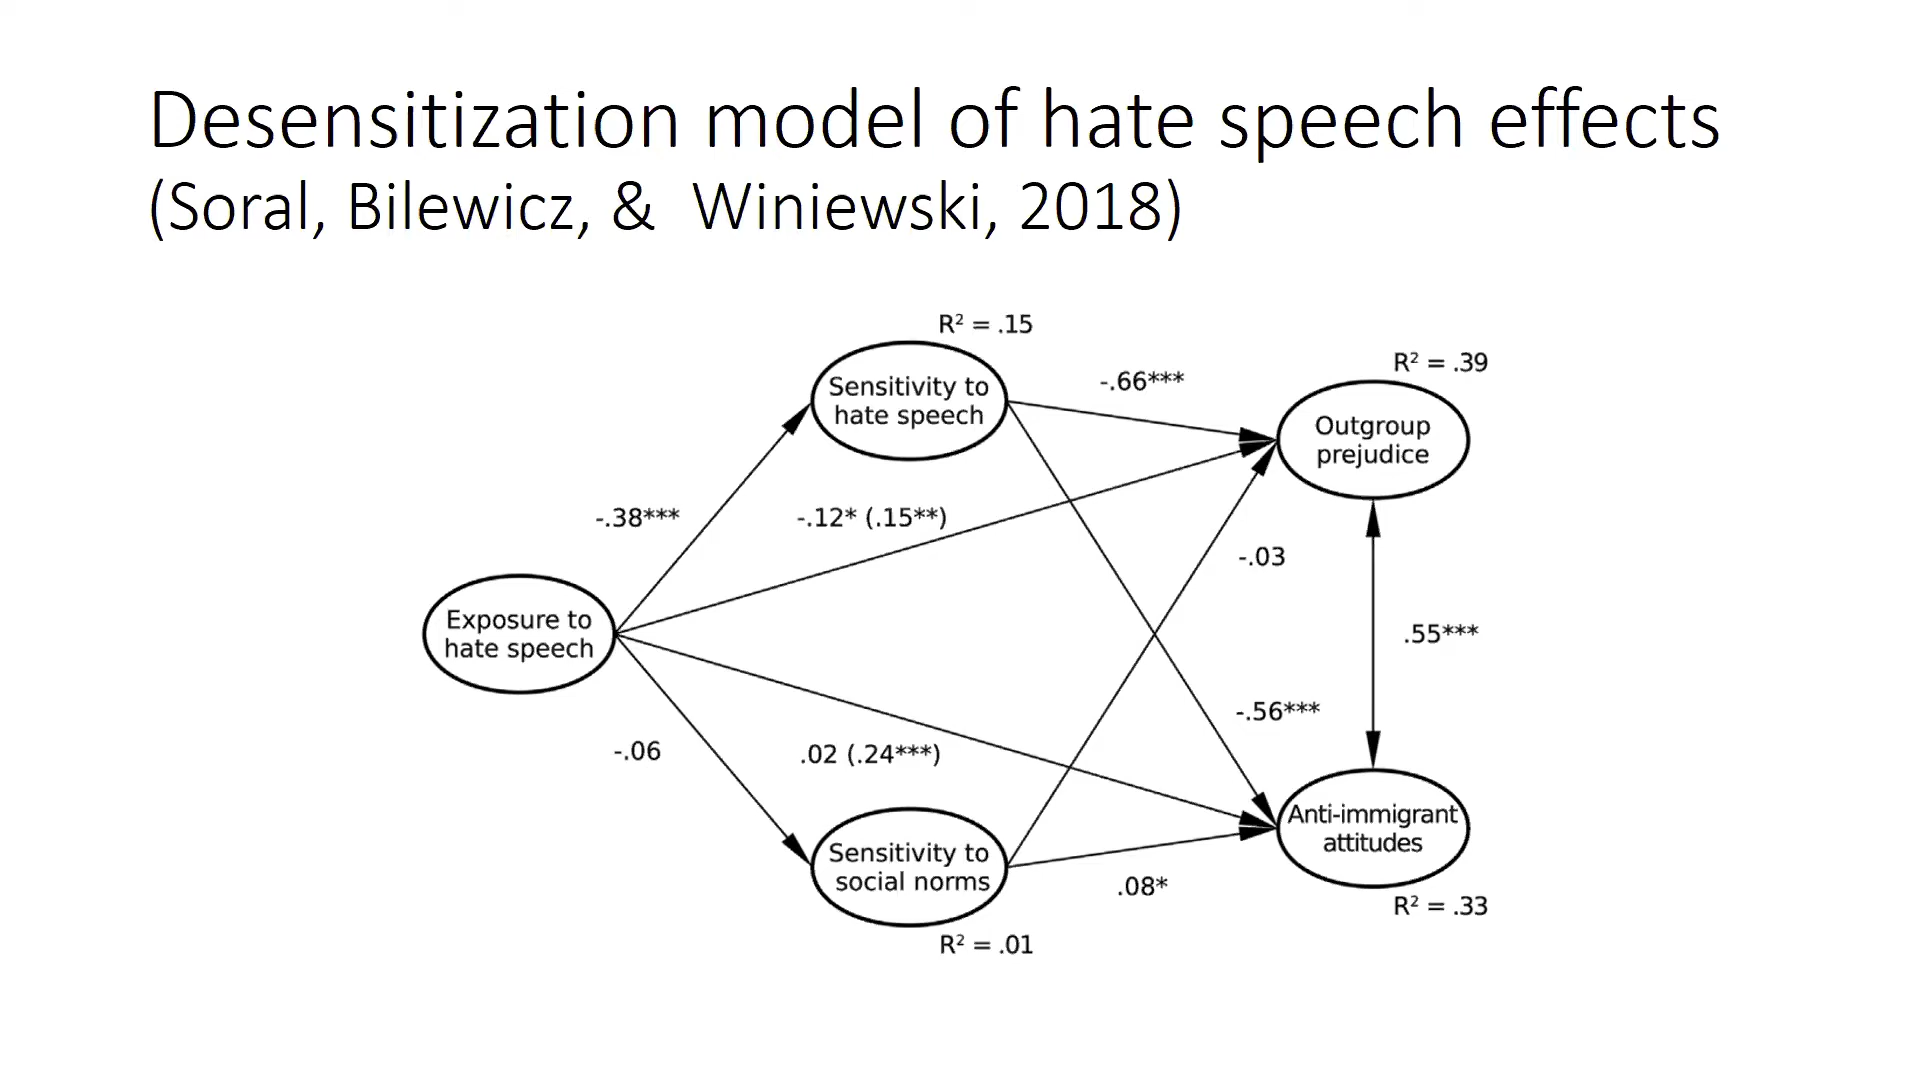 Desensitization model of hate speech effects
(Soral, Bilewicz, &  Winiewski, 2018)
R² = .15
R² = .39
Sensitivity to
hate speech
-.66***
Outgroup
prejudice
-.38***
-.12* (.15**)
-.03
Exposure to
hate speech
.55***
-.56***
-.06
.02 (.24***)
Anti-immigrant
attitudes
Sensitivity to
social norms
.08*
R² = .33
R² = .01